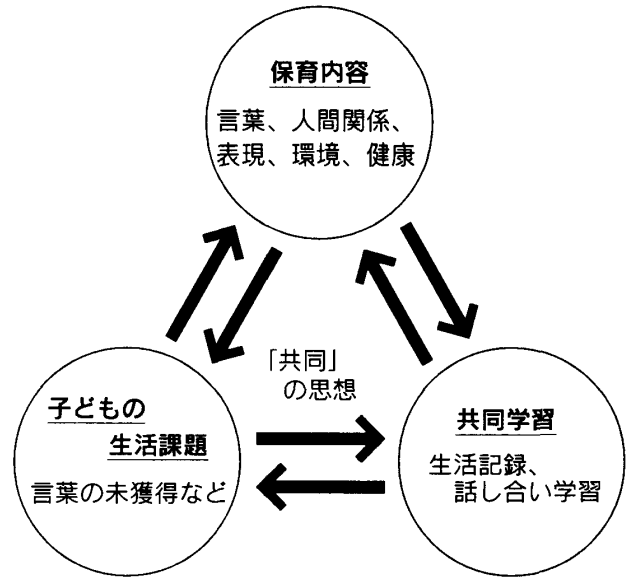 保育内容
言葉、人間関係、
表現、環境、健康
「共同」
の思想
子どもの
生活課題
言葉の未獲得など
共同学習
生活記録、
話し合い学習